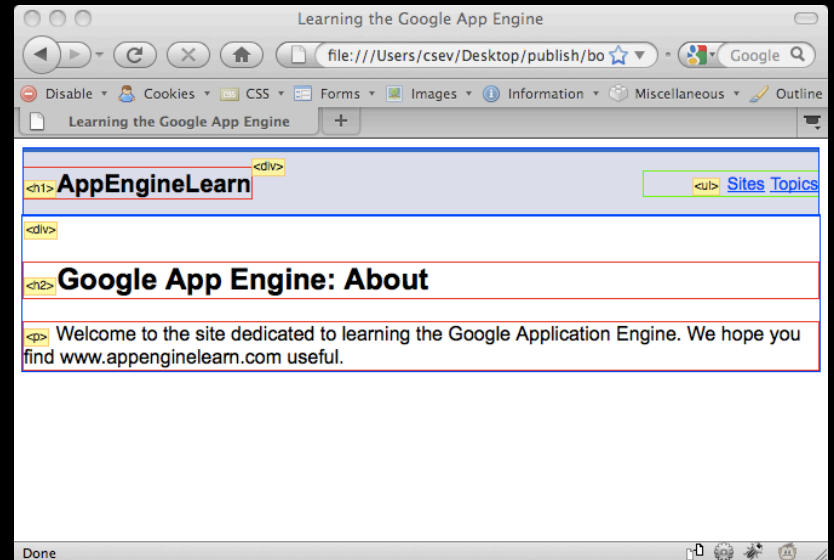 Learning the Google App Engine
file:///Users/csev/Desktop/publish/bo Google
Disable Cookies CSS Forms Images Information Miscellaneous Outline
Learning the Google App Engine +
<div>
<h1> AppEngineLearn <ul> Sites Topics
<div>
<h2> Google App Engine: About
<p> Welcome to the site dedicated to learning the Google Application Engine. We hope you
find www.appenginelearn.com useful.
Done